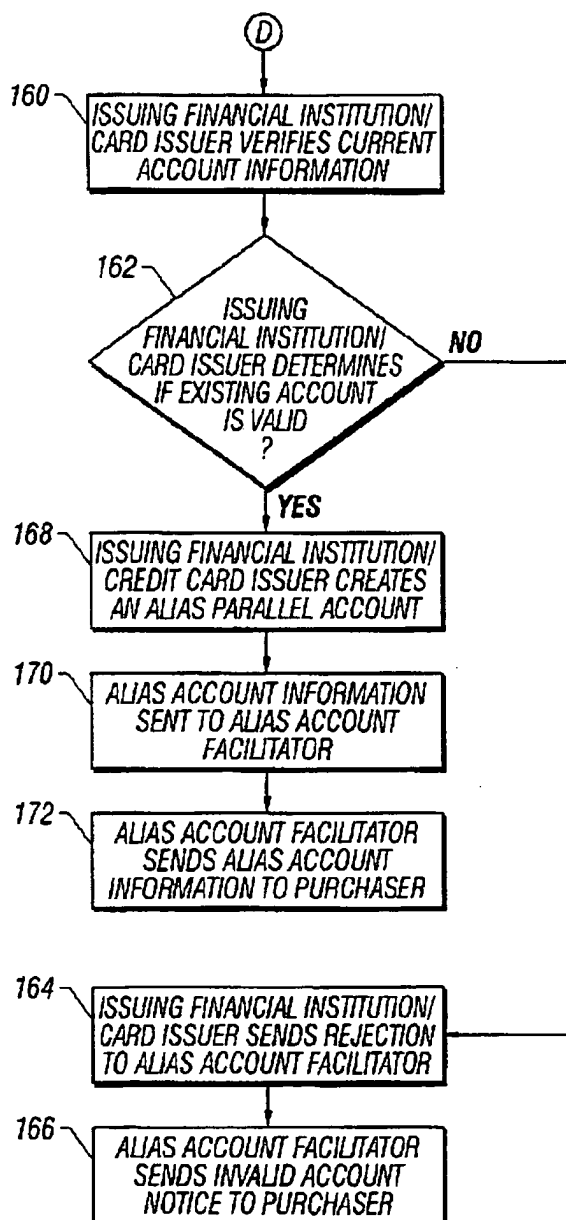 D
160
ISSUING FINANCIAL INSTITUTION/
CARD ISSUER VERIFIES CURRENT
ACCOUNT INFORMATION
162
ISSUING
FINANCIAL INSTITUTION/
CARD ISSUER DETERMINES
IF EXISTING ACCOUNT
IS VALID
?
NO
YES
168
ISSUING FINANCIAL INSTITUTION/
CREDIT CARD ISSUER CREATES
AN ALIAS PARALLEL ACCOUNT
170
ALIAS ACCOUNT INFORMATION
SENT TO ALIAS ACCOUNT
FACILITATOR
172
ALIAS ACCOUNT FACILITATOR
SENDS ALIAS ACCOUNT
INFORMATION TO PURCHASER
164
ISSUING FINANCIAL INSTITUTION/
CARD ISSUER SENDS REJECTION
TO ALIAS ACCOUNT FACILITATOR
166
ALIAS ACCOUNT FACILITATOR
SENDS INVALID ACCOUNT
NOTICE TO PURCHASER